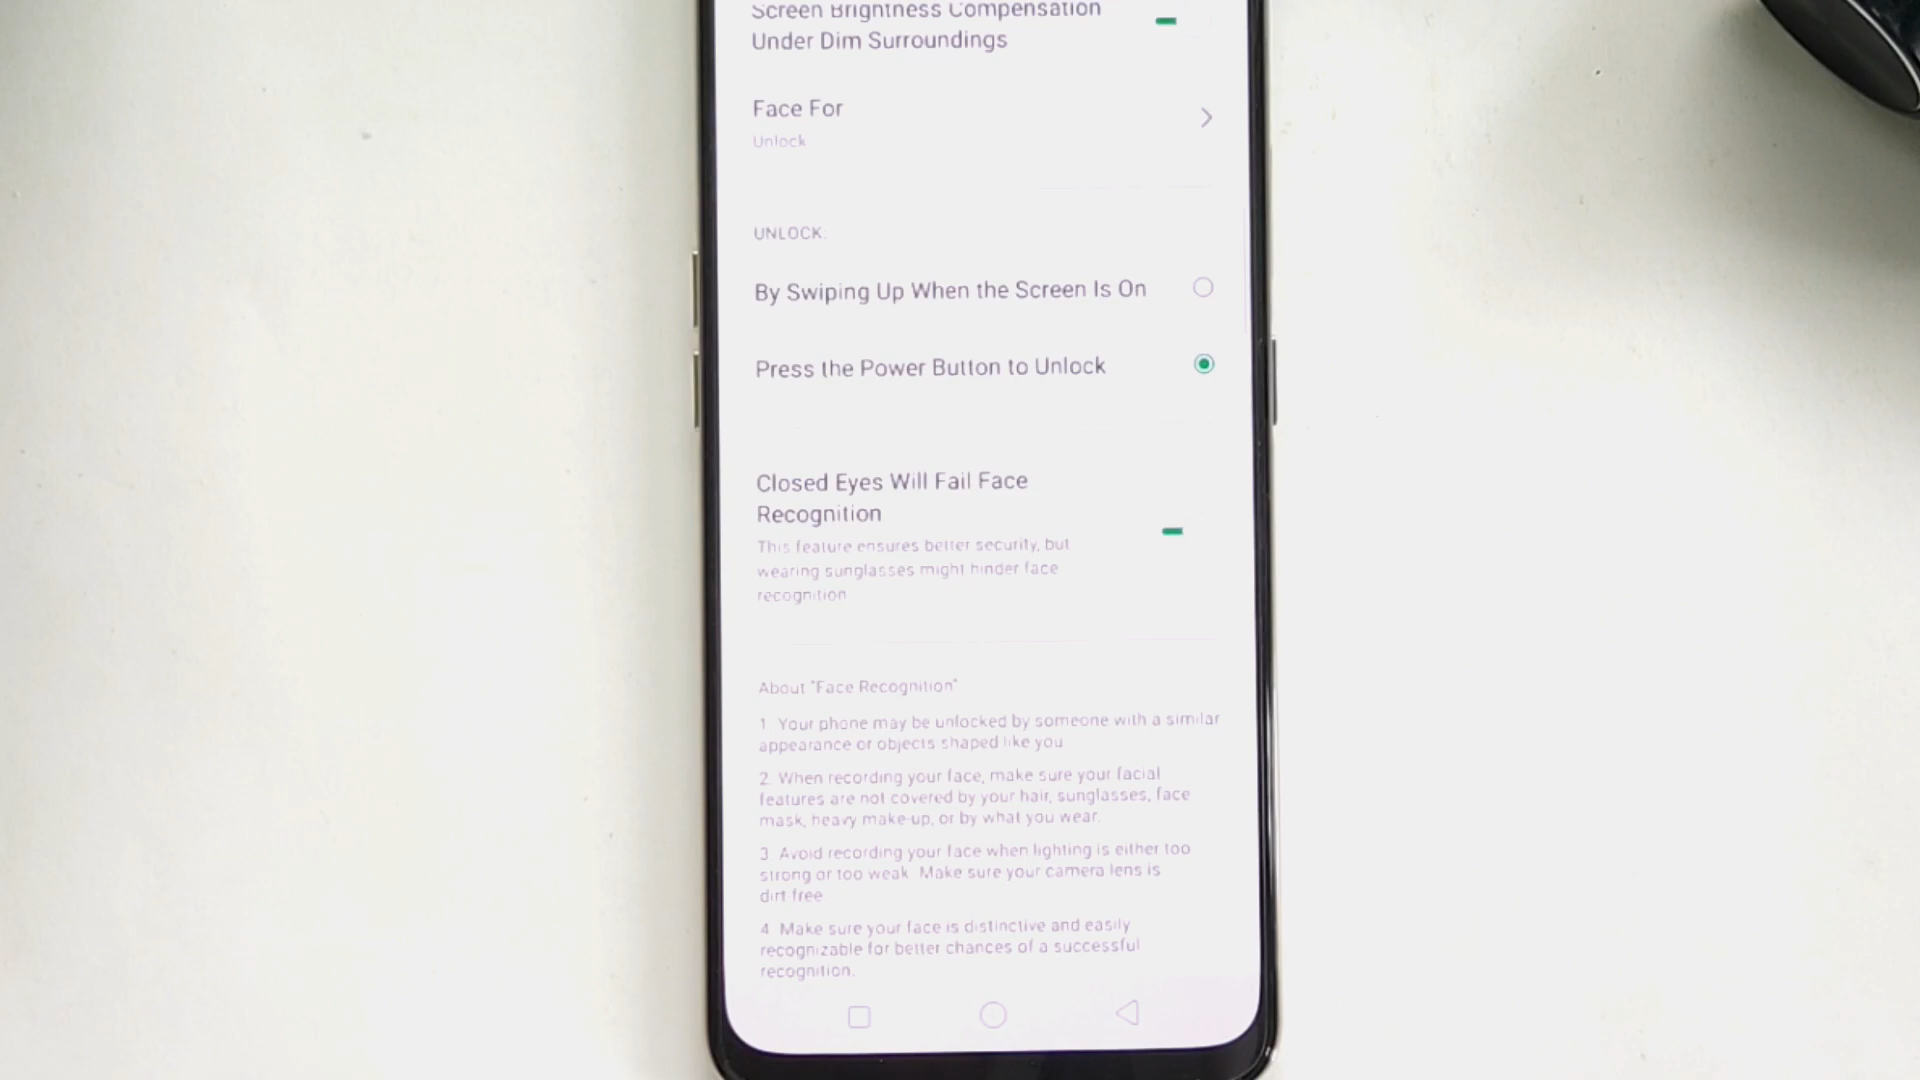 Screen Brightness Compensation
Under Dim Surroundings
Face For
Unlock
UNLOCK:
By Swiping Up When the Screen Is On
Press the Power Button to Unlock
Closed Eyes Will Fail Face
Recognition
This feature ensures better security, but
wearing sunglasses might hinder face
recognition
About "Face Recognition"
1 Your phone may be unlocked by someone with a similar
appearance or objects shaped like you
2. When recording your face, make sure your facial
features are not covered by your hair, sunglasses, face
mask, heavy make-up, or by what you wear.
3. Avoid recording your face when lighting is either too
strong or too weak. Make sure your camera lens is
dirt-free
4. Make sure your face is distinctive and easily
recognizable for better chances of a successful
recognition.